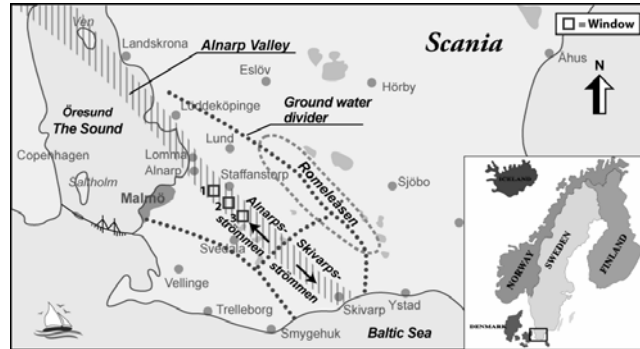 = Window
Scania
Ven
Landskrona
Alnarp Valley
Åhus
N
Eslöv
Hörby
Löddeköpinge
Ground water
divider
Öresund
The Sound
Lund
Copenhagen
Lomma
Alnarp
Staffanstorp
Romeleåsen
Saltholm
Malmö
1
2
3
Sjöbo
Alnarps-
strömmen
Skivarps-
strömmen
Svedala
Vellinge
Trelleborg
Skivarp
Ystad
Smygehuk
Baltic Sea
ICELAND
NORWAY
SWEDEN
FINLAND
DENMARK